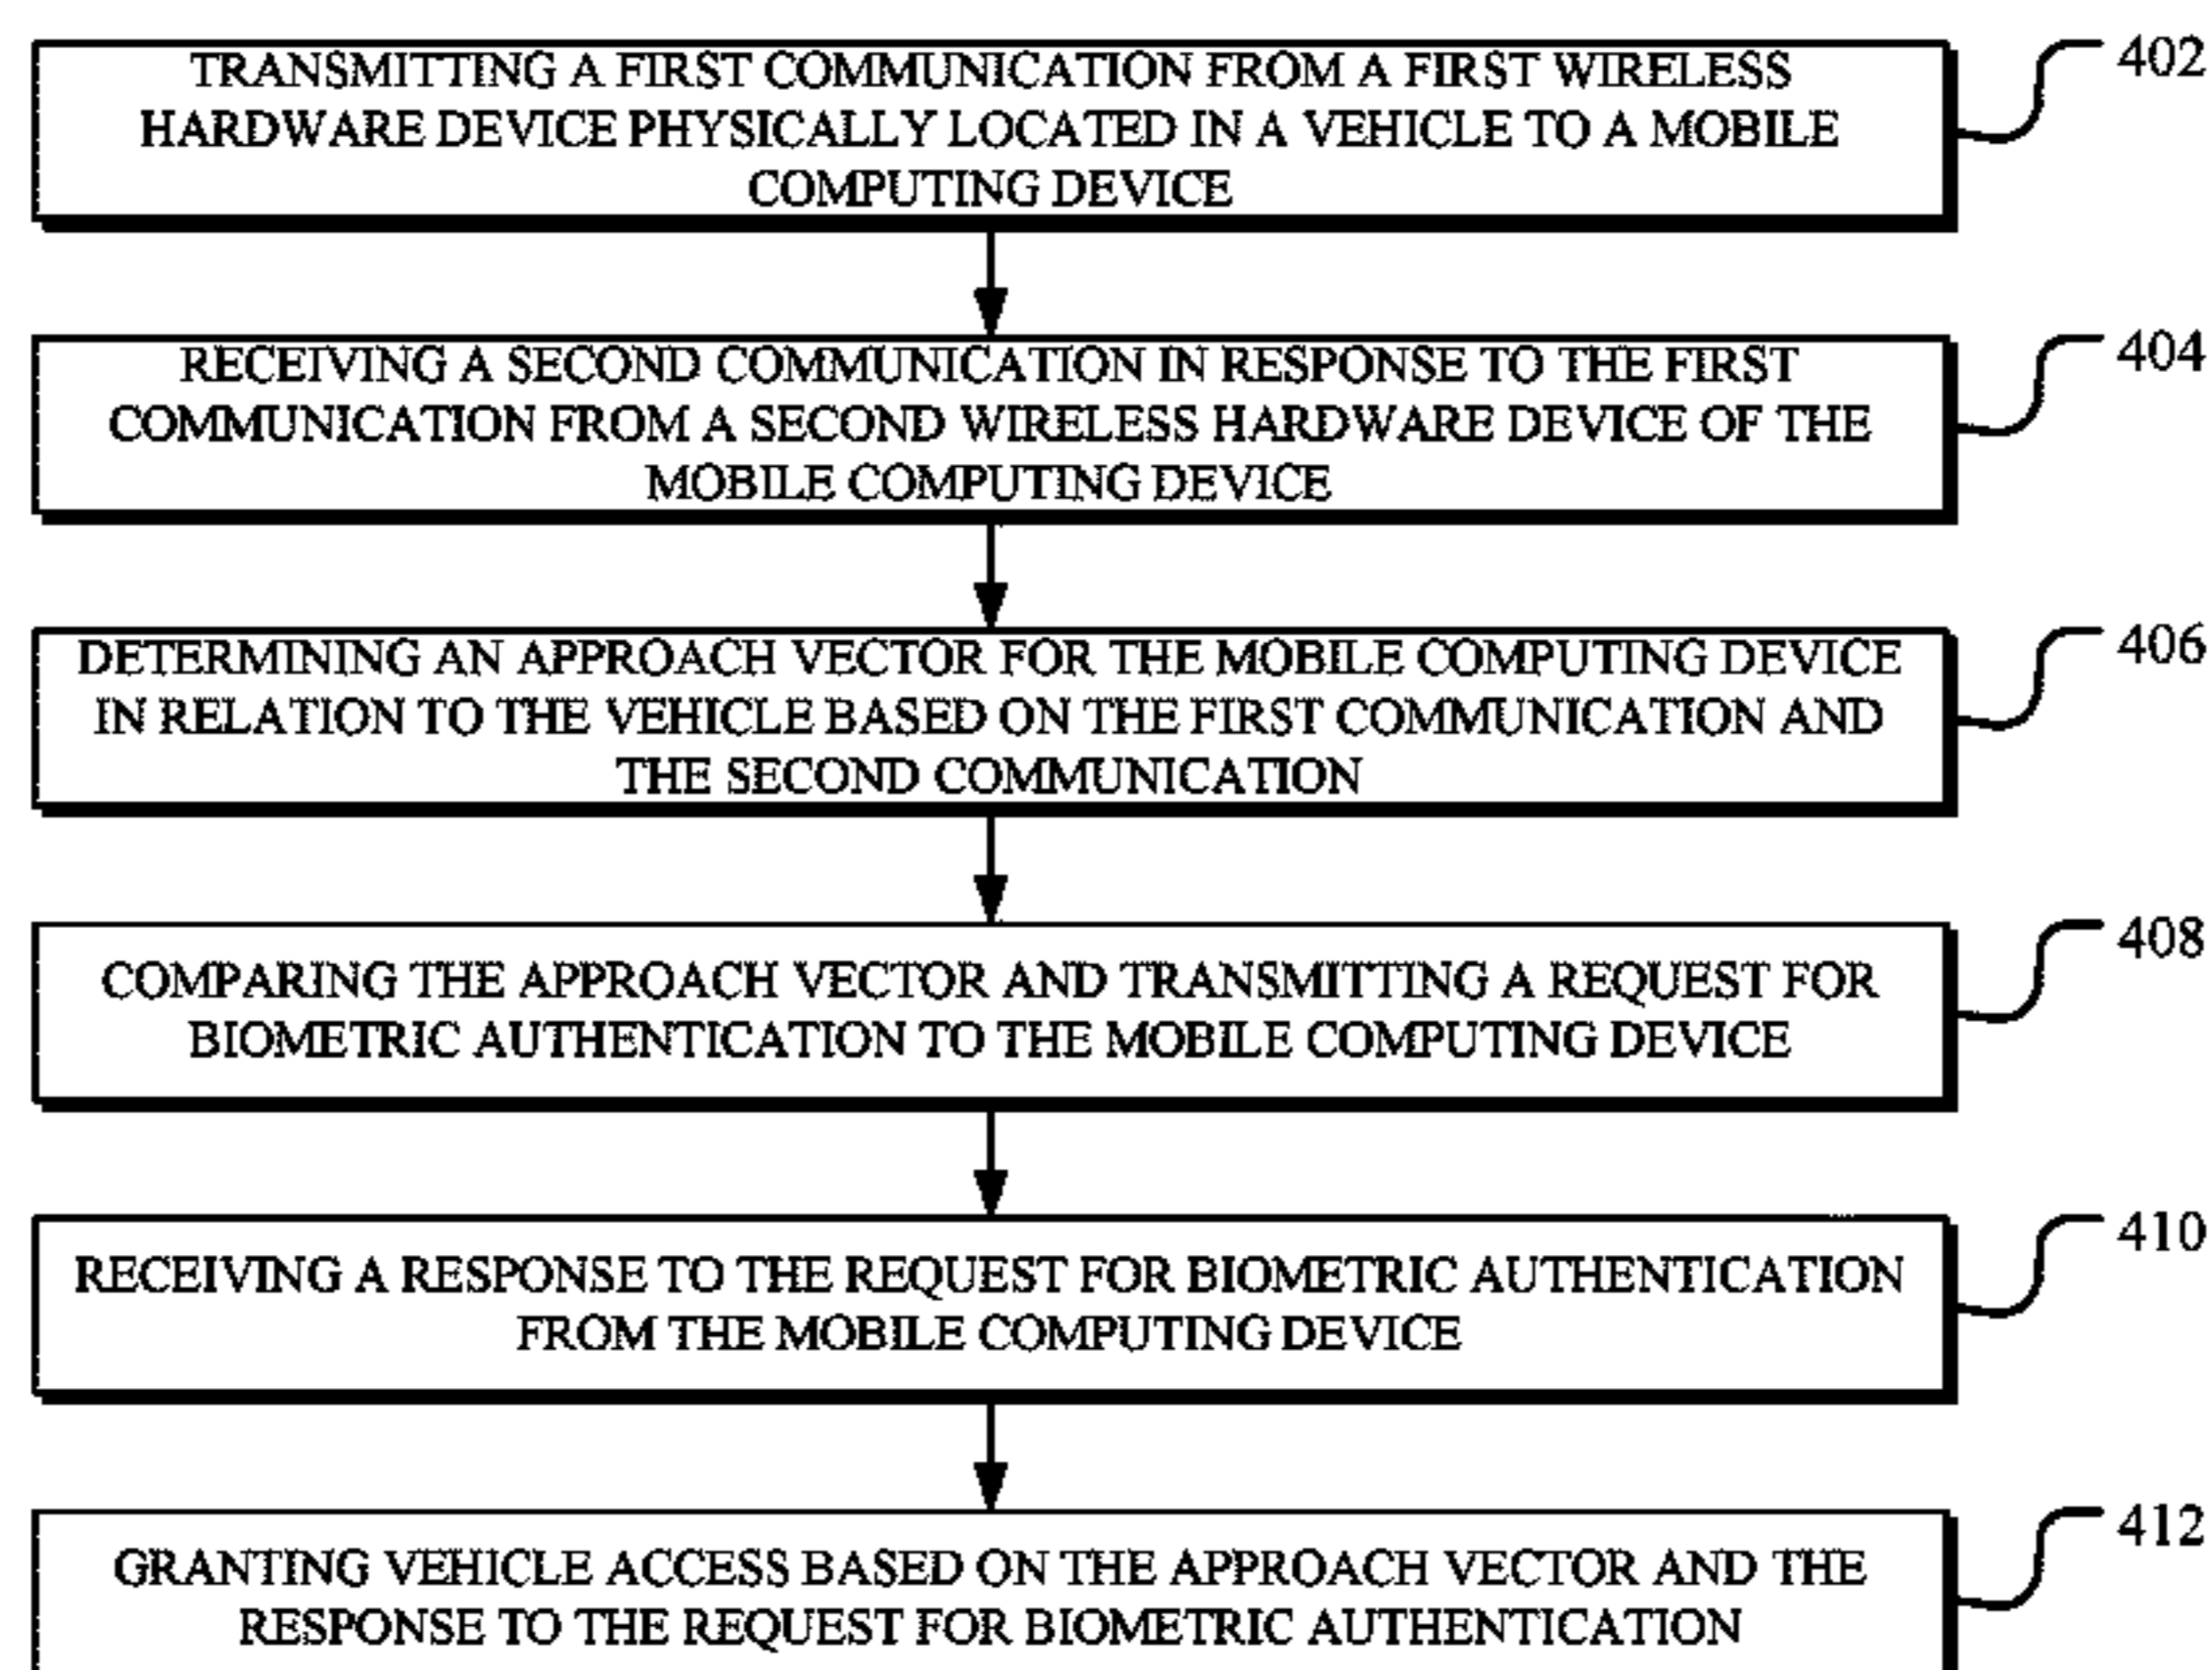 TRANSMITTING A FIRST COMMUNICATION FROM A FIRST WIRELESS
HARDWARE DEVICE PHYSICALLY LOCATED IN A VEHICLE TO A MOBILE
COMPUTING DEVICE
402
RECEIVING A SECOND COMMUNICATION IN RESPONSE TO THE FIRST
COMMUNICATION FROM A SECOND WIRELESS HARDWARE DEVICE OF THE
MOBILE COMPUTING DEVICE
404
DETERMINING AN APPROACH VECTOR FOR THE MOBILE COMPUTING DEVICE
IN RELATION TO THE VEHICLE BASED ON THE FIRST COMMUNICATION AND
THE SECOND COMMUNICATION
406
COMPARING THE APPROACH VECTOR AND TRANSMITTING A REQUEST FOR
BIOMETRIC AUTHENTICATION TO THE MOBILE COMPUTING DEVICE
408
RECEIVING A RESPONSE TO THE REQUEST FOR BIOMETRIC AUTHENTICATION
FROM THE MOBILE COMPUTING DEVICE
410
GRANTING VEHICLE ACCESS BASED ON THE APPROACH VECTOR AND THE
RESPONSE TO THE REQUEST FOR BIOMETRIC AUTHENTICATION
412